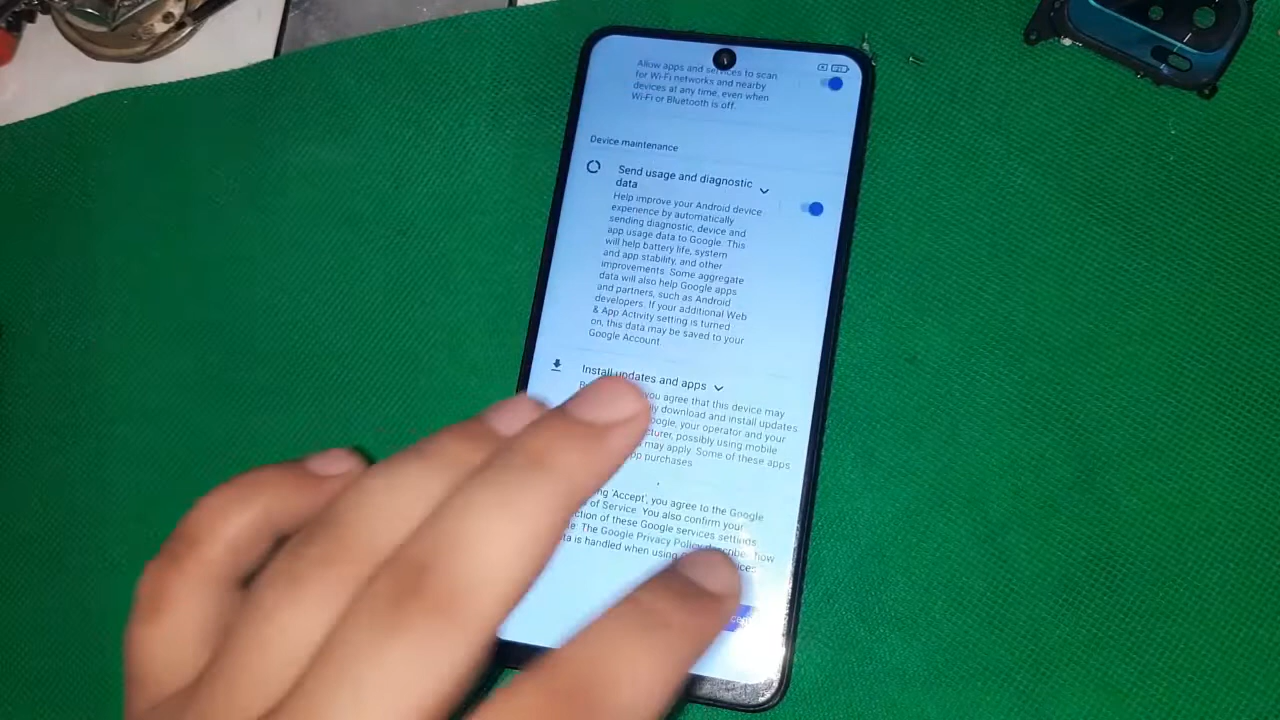 Allow apps and services to scan
for Wi-Fi networks and nearby
devices at any time, even when
Wi-Fi or Bluetooth is off.
Device maintenance
Send usage and diagnostic
data
Help improve your Android device
experience by automatically
sending diagnostic, device and
app usage data to Google. This
will help battery life, system
and app stability, and other
improvements. Some aggregate
data will also help Google apps
and partners, such as Android
developers. If your additional Web
& App Activity setting is turned
on, this data may be saved to your
Google Account.
Install updates and apps
you agree that this device may
download and install updates
your operator and your
possibly using mobile
may apply. Some of these apps
purchases
'Accept', you agree to the Google
of Service. You also confirm your
of these Google services settings
The Google Privacy Policy describe how
is handled when using